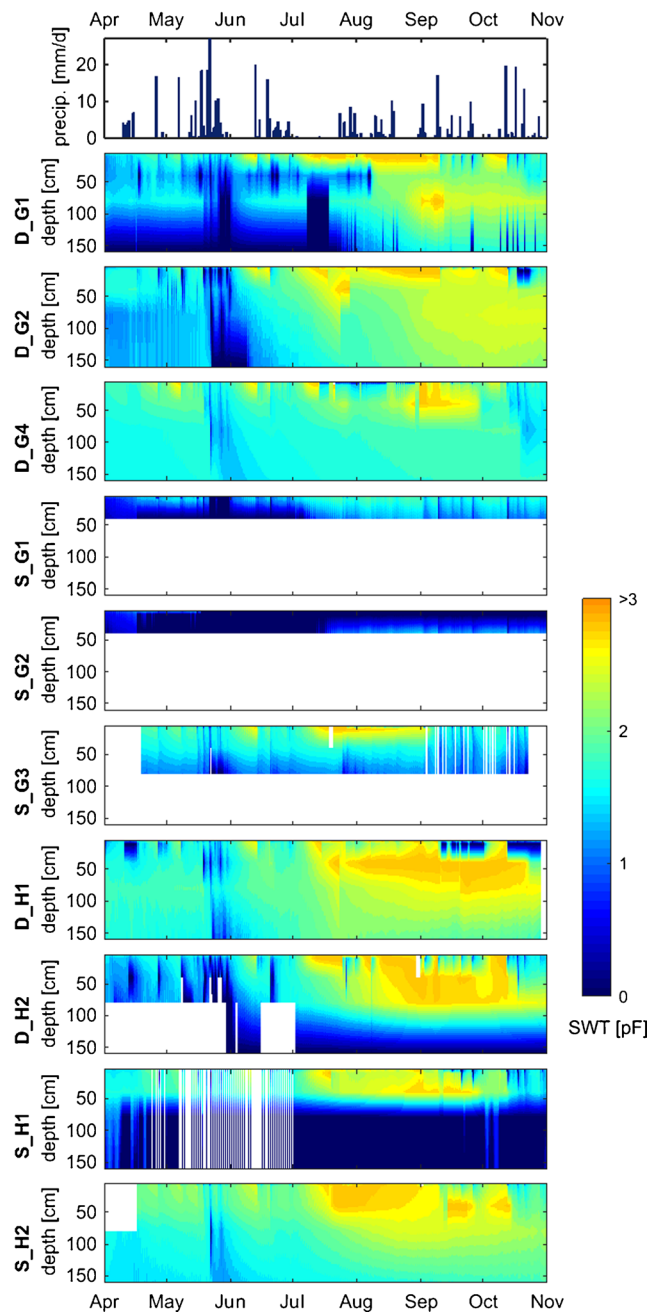 Apr May Jun Jul Aug Sep Oct Nov
precip. [mm/d]
20
10
0
D_G1
depth [cm]
50
100
150
D_G2
depth [cm]
50
100
150
D_G4
depth [cm]
50
100
150
S_G1
depth [cm]
50
100
150
S_G2
depth [cm]
50
100
150
S_G3
depth [cm]
50
100
150
D_H1
depth [cm]
50
100
150
D_H2
depth [cm]
50
100
150
S_H1
depth [cm]
50
100
150
S_H2
depth [cm]
50
100
150
Apr May Jun Jul Aug Sep Oct Nov
>3
2
1
0
SWT [pF]